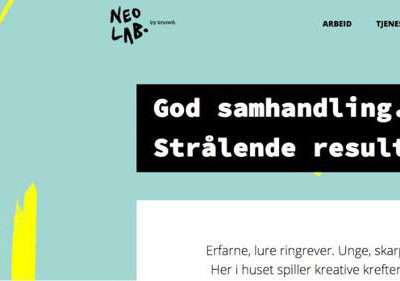 NEO
LAB.
by knowit.
ARBEID
TJENES
God samhandling.
Strålende result
Erfarne, lure ringrever. Unge, skarp
Her i huset spiller kreative krefter